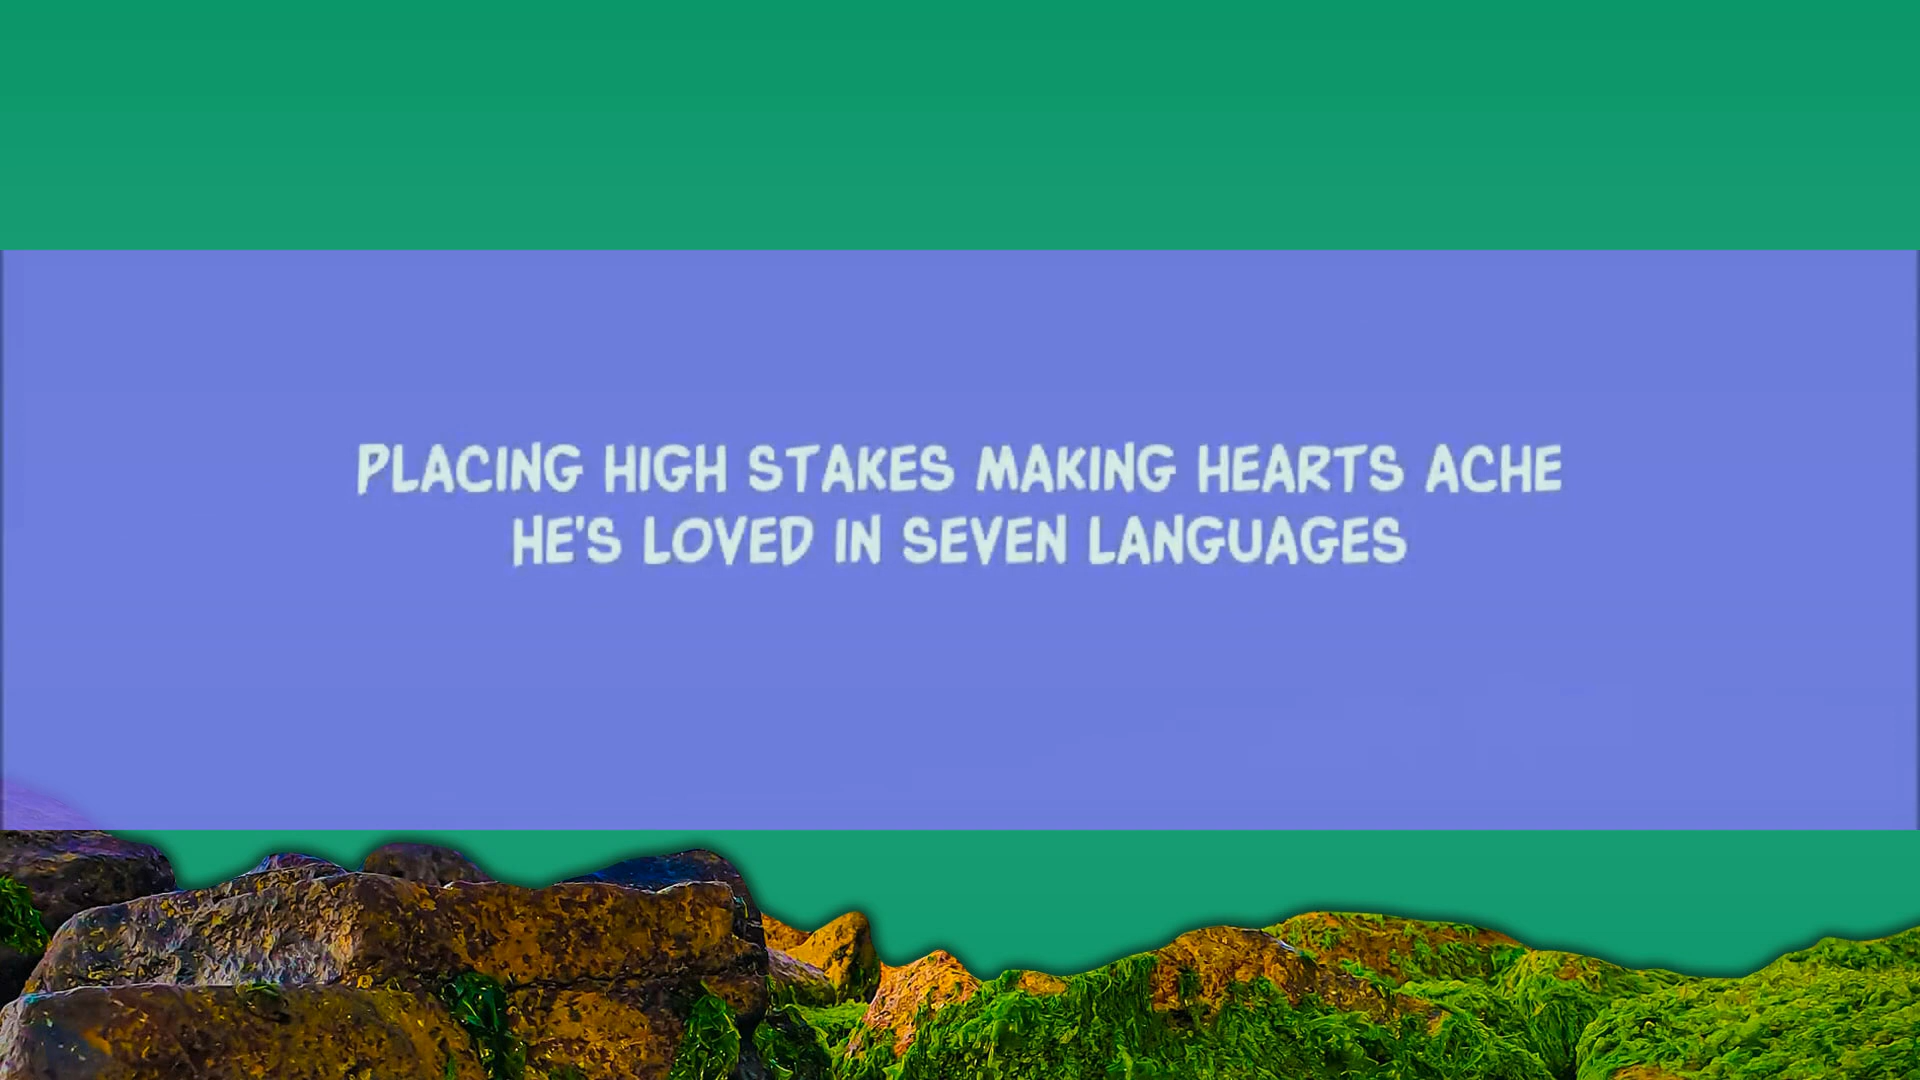 PLACING HIGH STAKES MAKING HEARTS ACHE
HE'S LOVED IN SEVEN LANGUAGES